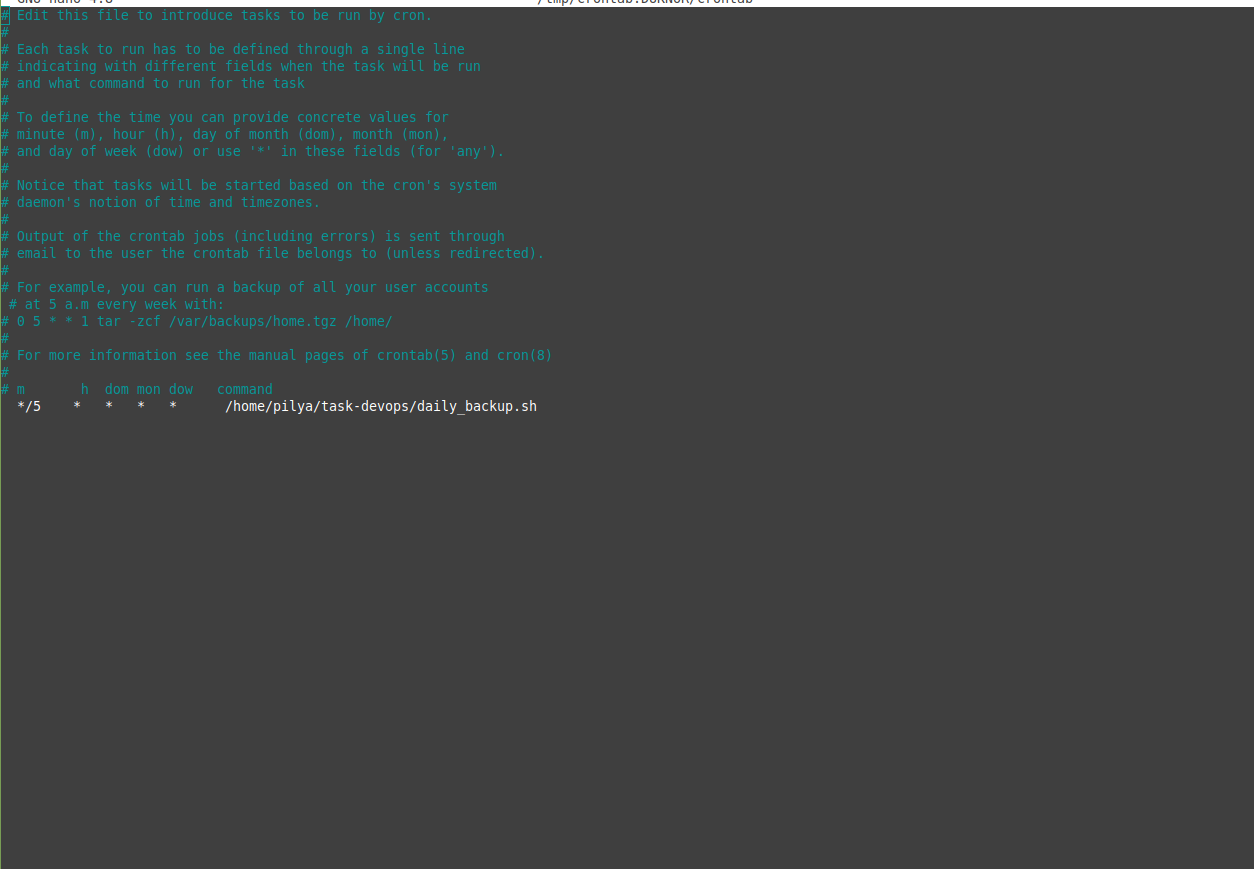 # Edit this file to introduce tasks to be run by cron.
#
# Each task to run has to be defined through a single line
# indicating with different fields when the task will be run
# and what command to run for the task
#
# To define the time you can provide concrete values for
# minute (m), hour (h), day of month (dom), month (mon),
# and day of week (dow) or use '*' in these fields (for 'any').
#
# Notice that tasks will be started based on the cron's system
# daemon's notion of time and timezones.
#
# Output of the crontab jobs (including errors) is sent through
# email to the user the crontab file belongs to (unless redirected).
#
# For example, you can run a backup of all your user accounts
# at 5 a.m every week with:
# 0 5 * * 1 tar -zcf /var/backups/home.tgz /home/
#
# For more information see the manual pages of crontab(5) and cron(8)
#
# m       h  dom mon dow   command
*/5    *   *   *   *      /home/pilya/task-devops/daily_backup.sh